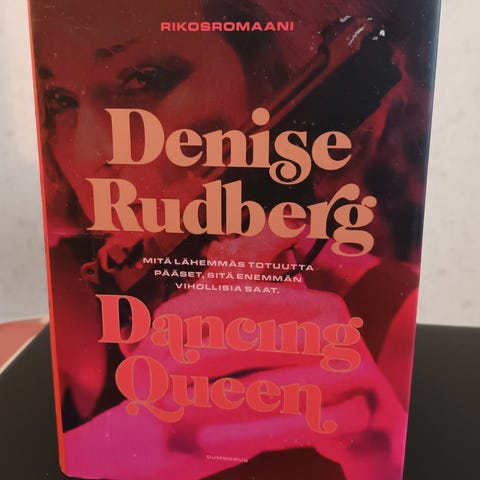 RIKOSROMAANI
Denise
Rudberg
MITÄ LÄHEMMÄS TOTUUTTA
PÄÄSET, SITÄ ENEMMÄN
VIHOLLISIA SAAT.
Dancing
Queen
GUMMERUS